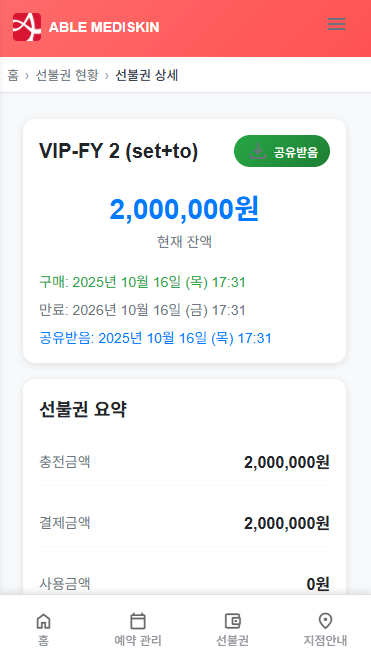 ABLE MEDISKIN
홈 › 선불권 현황 › 선불권 상세
VIP-FY 2 (set+to)
공유받음
2,000,000원
현재 잔액
구매: 2025년 10월 16일 (목) 17:31
만료: 2026년 10월 16일 (금) 17:31
공유받음: 2025년 10월 16일 (목) 17:31
선불권 요약
충전금액 2,000,000원
결제금액 2,000,000원
사용금액 0원
홈 예약 관리 선불권 지점안내